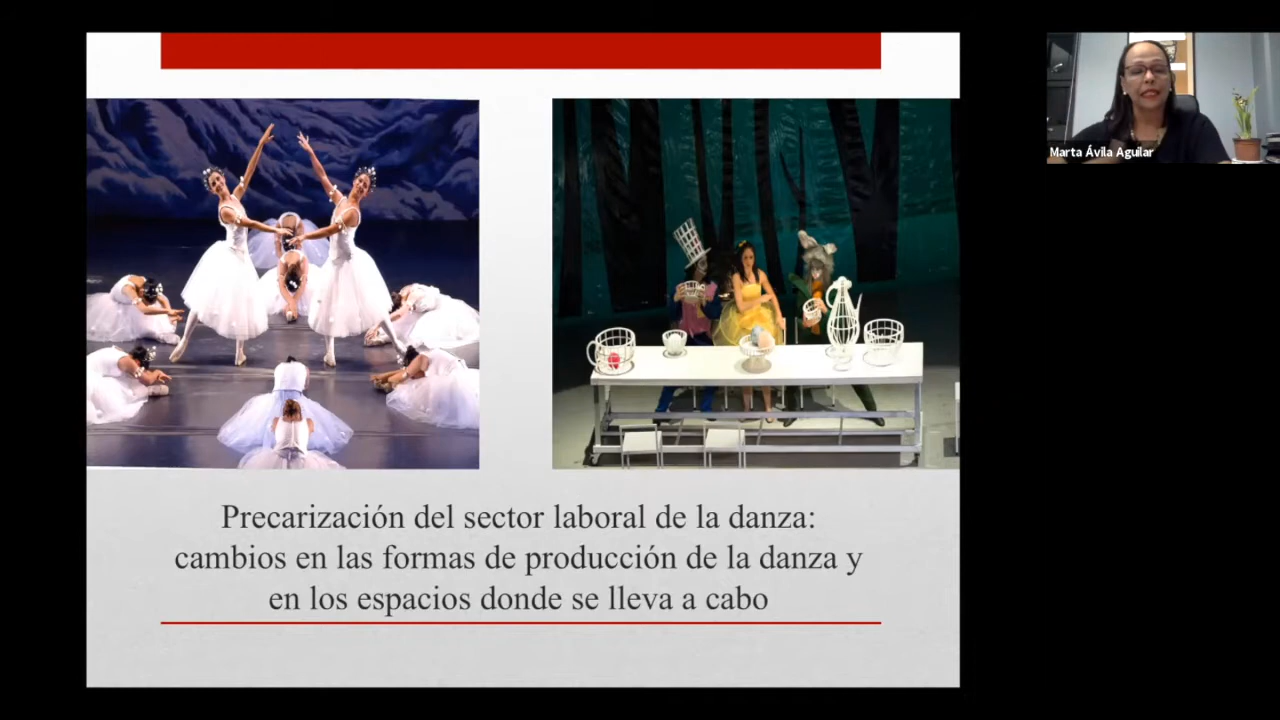 Marta Ávila Aguilar
Precarización del sector laboral de la danza:
cambios en las formas de producción de la danza y
en los espacios donde se lleva a cabo